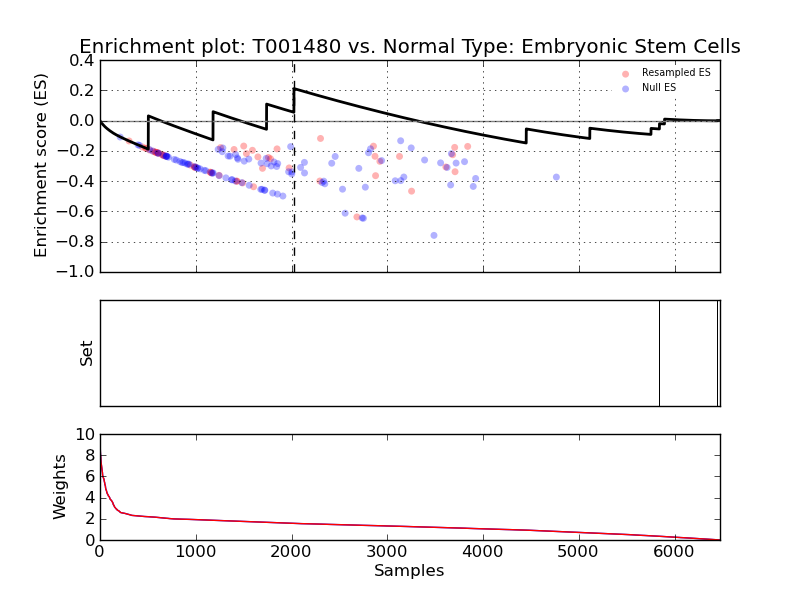 Enrichment plot: T001480 vs. Normal Type: Embryonic Stem Cells
Enrichment score (ES)
0.4
0.2
0.0
−0.2
−0.4
−0.6
−0.8
−1.0
Resampled ES
Null ES
Set
Weights
10
8
6
4
2
0
0 1000 2000 3000 4000 5000 6000
Samples